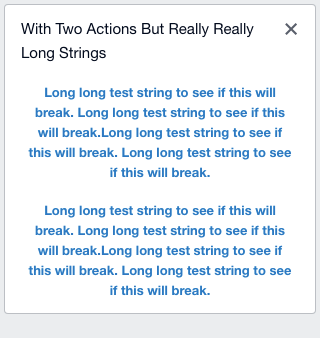 With Two Actions But Really Really
Long Strings
Long long test string to see if this will
break. Long long test string to see if this
will break.Long long test string to see if
this will break. Long long test string to see
if this will break.
Long long test string to see if this will
break. Long long test string to see if this
will break.Long long test string to see if
this will break. Long long test string to see
if this will break.